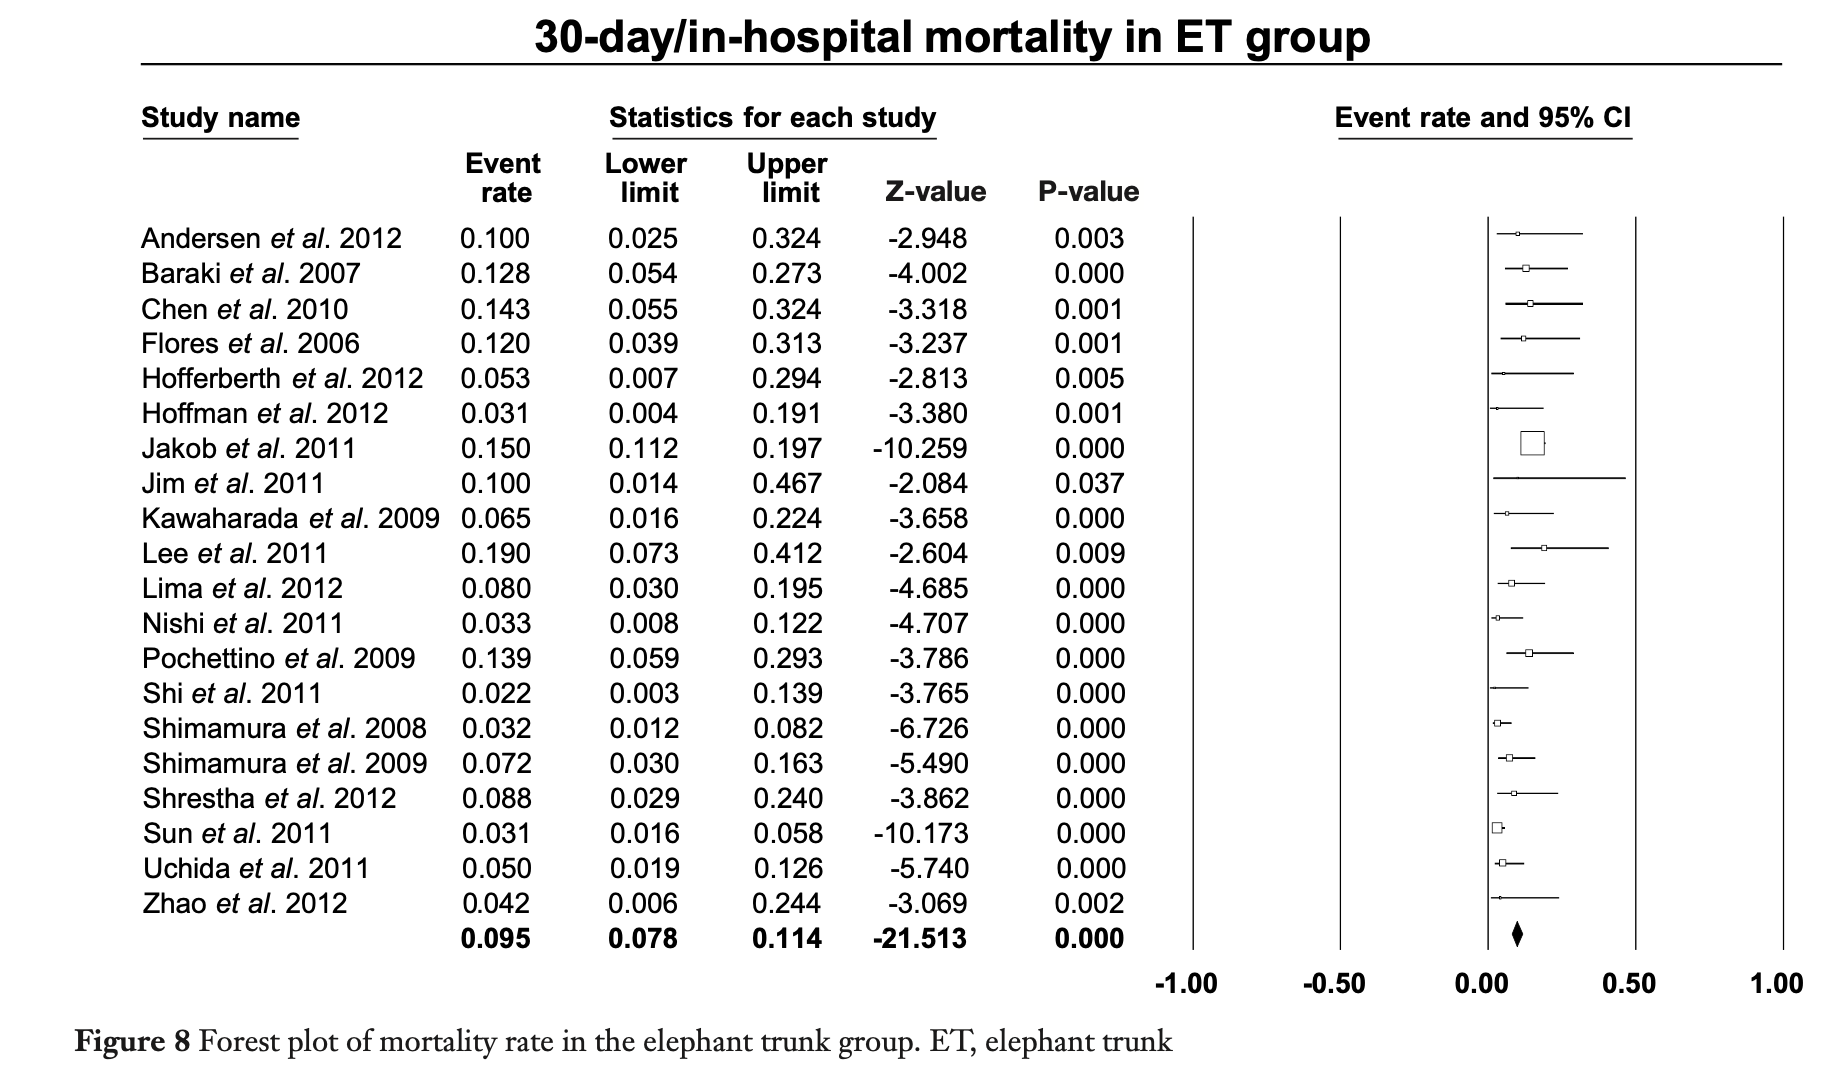 30-day/in-hospital mortality in ET group
Study name Statistics for each study Event rate and 95% CI
Event Lower Upper
rate limit limit Z-value P-value
Andersen et al. 2012 0.100 0.025 0.324 -2.948 0.003
Baraki et al. 2007 0.128 0.054 0.273 -4.002 0.000
Chen et al. 2010 0.143 0.055 0.324 -3.318 0.001
Flores et al. 2006 0.120 0.039 0.313 -3.237 0.001
Hofferberth et al. 2012 0.053 0.007 0.294 -2.813 0.005
Hoffman et al. 2012 0.031 0.004 0.191 -3.380 0.001
Jakob et al. 2011 0.150 0.112 0.197 -10.259 0.000
Jim et al. 2011 0.100 0.014 0.467 -2.084 0.037
Kawaharada et al. 2009 0.065 0.016 0.224 -3.658 0.000
Lee et al. 2011 0.190 0.073 0.412 -2.604 0.009
Lima et al. 2012 0.080 0.030 0.195 -4.685 0.000
Nishi et al. 2011 0.033 0.008 0.122 -4.707 0.000
Pochettino et al. 2009 0.139 0.059 0.293 -3.786 0.000
Shi et al. 2011 0.022 0.003 0.139 -3.765 0.000
Shimamura et al. 2008 0.032 0.012 0.082 -6.726 0.000
Shimamura et al. 2009 0.072 0.030 0.163 -5.490 0.000
Shrestha et al. 2012 0.088 0.029 0.240 -3.862 0.000
Sun et al. 2011 0.031 0.016 0.058 -10.173 0.000
Uchida et al. 2011 0.050 0.019 0.126 -5.740 0.000
Zhao et al. 2012 0.042 0.006 0.244 -3.069 0.002
0.095 0.078 0.114 -21.513 0.000
-1.00 -0.50 0.00 0.50 1.00
Figure 8 Forest plot of mortality rate in the elephant trunk group. ET, elephant trunk